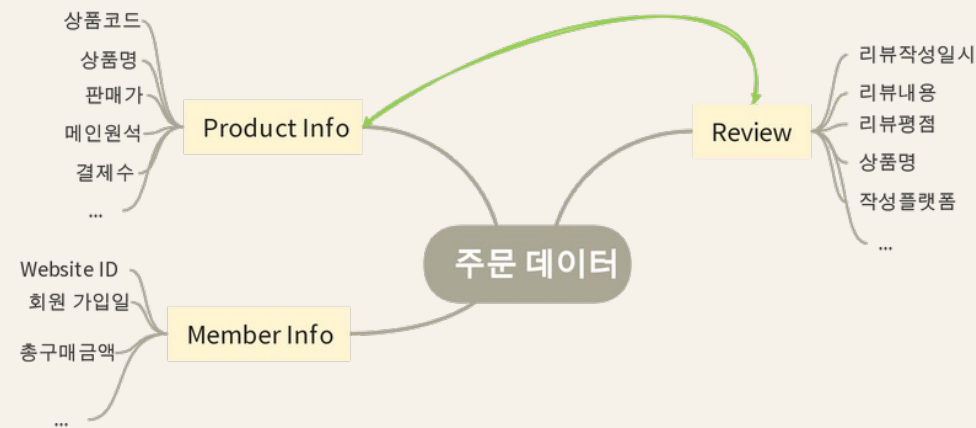 상품코드
상품명
판매가
메인원석
결제수
...
Product Info
Review
리뷰작성일시
리뷰내용
리뷰평점
상품명
작성플랫폼
...
주문 데이터
Website ID
회원 가입일
총구매금액
...
Member Info